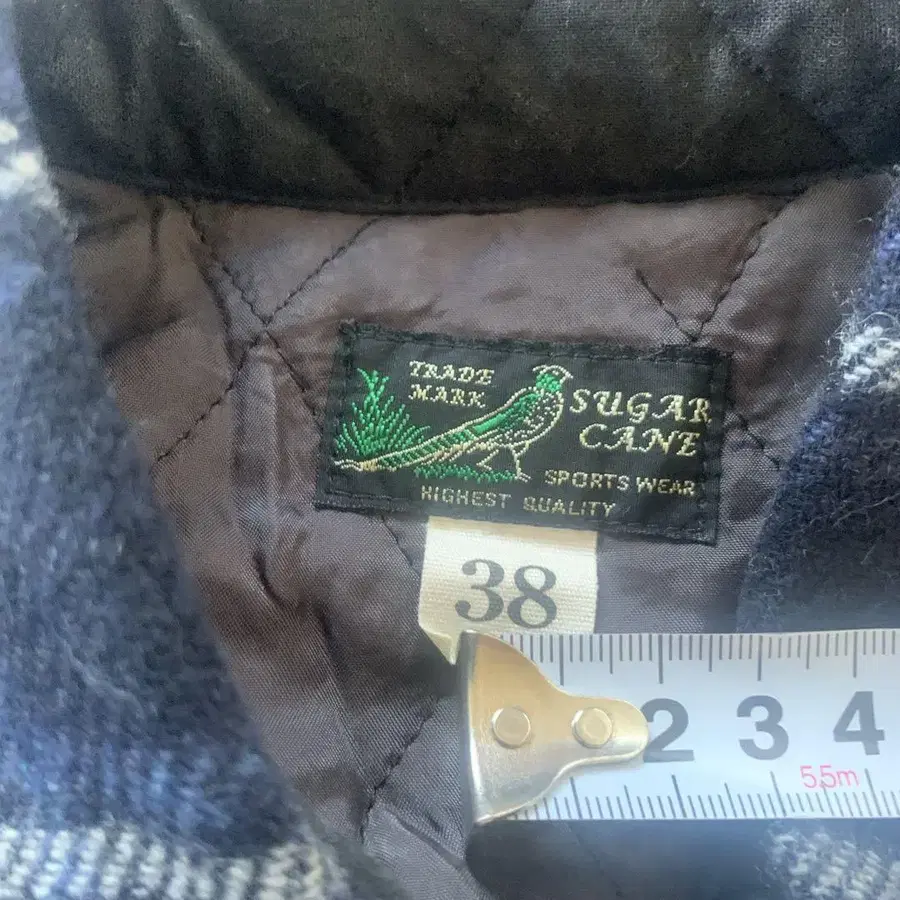 TRADE
MARK
SUGAR
CANE
SPORTS WEAR
HIGHEST QUALITY
38
2 3 4
5.5m